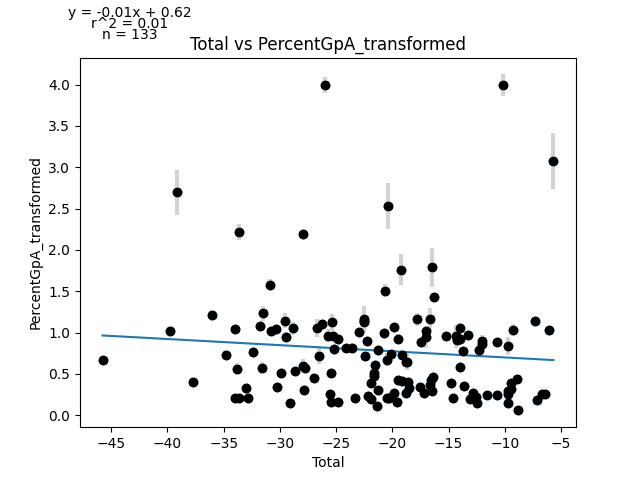 y = -0.01x + 0.62
r^2 = 0.01
n = 133
Total vs PercentGpA_transformed
PercentGpA_transformed
4.0
3.5
3.0
2.5
2.0
1.5
1.0
0.5
0.0
−45 −40 −35 −30 −25 −20 −15 −10 −5
Total